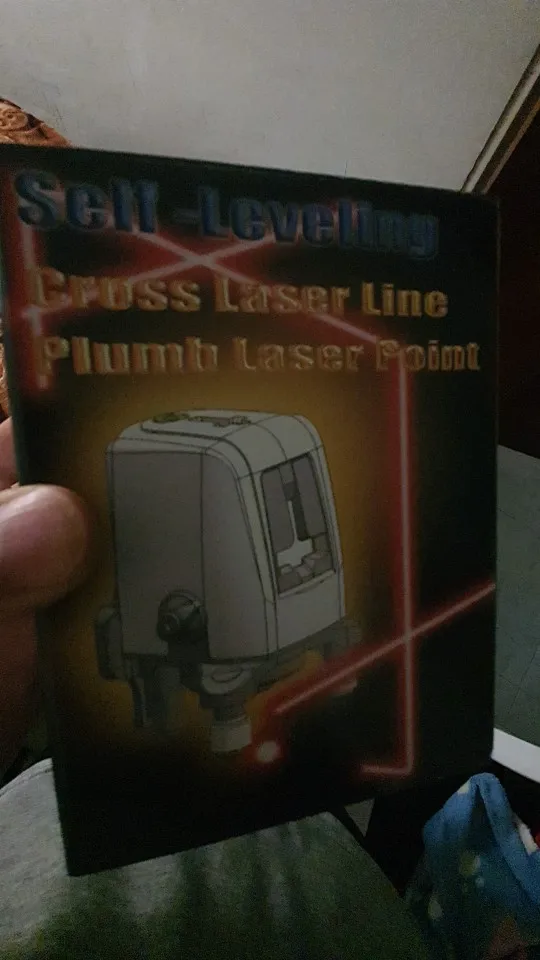 Self-Leveling
Cross Laser Line
Plumb Laser Point